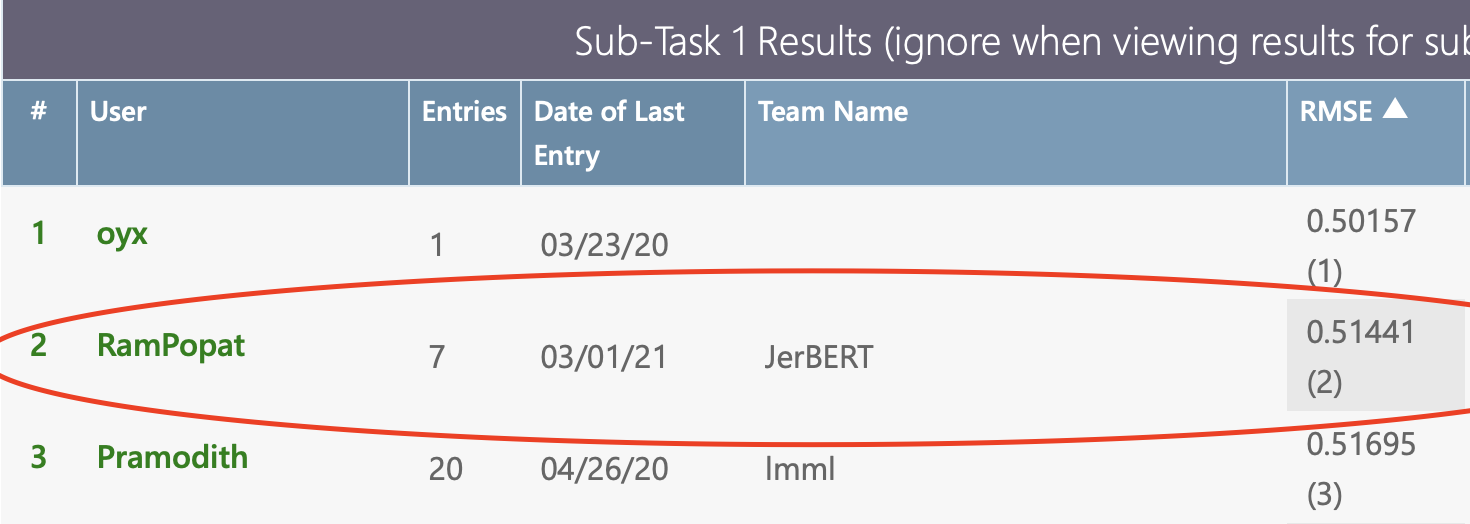 Sub-Task 1 Results (ignore when viewing results for sub
# User Entries Date of Last Entry Team Name RMSE ▲
1 oyx 1 03/23/20 0.50157 (1)
2 RamPopat 7 03/01/21 JerBERT 0.51441 (2)
3 Pramodith 20 04/26/20 lmml 0.51695 (3)